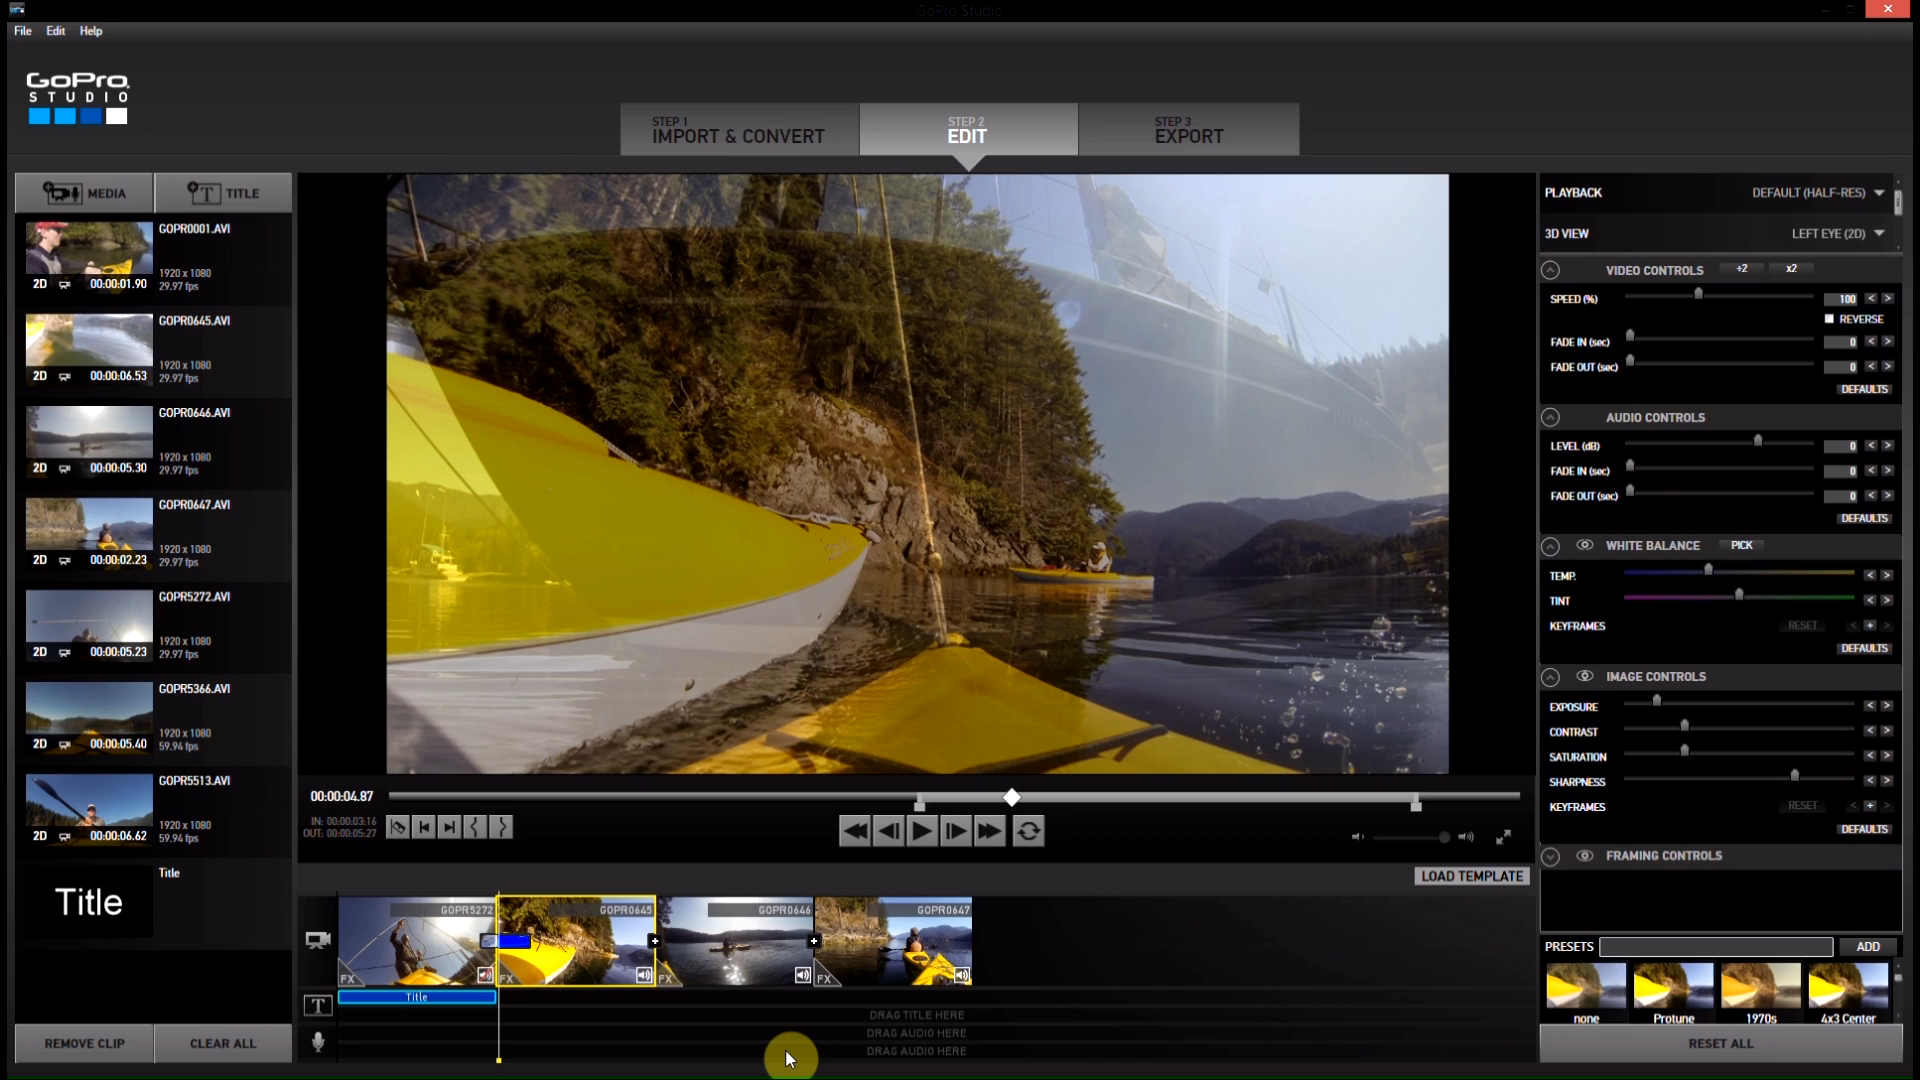 GoPro Studio
File Edit Help
GoPro
STUDIO
STEP 1
IMPORT & CONVERT
STEP 2
EDIT
STEP 3
EXPORT
MEDIA
T TITLE
GOPR0001.AVI
1920 x 1080
2D 00:00:01.90 29.97 fps
GOPR0645.AVI
1920 x 1080
2D 00:00:06.53 29.97 fps
GOPR0646.AVI
1920 x 1080
2D 00:00:05.30 29.97 fps
GOPR0647.AVI
1920 x 1080
2D 00:00:02.23 29.97 fps
GOPR5272.AVI
1920 x 1080
2D 00:00:05.23 29.97 fps
GOPR5366.AVI
1920 x 1080
2D 00:00:05.40 59.94 fps
GOPR5513.AVI
1920 x 1080
2D 00:00:06.62 59.94 fps
Title
Title
REMOVE CLIP CLEAR ALL
00:00:04.87
IN: 00:00:03:16
OUT: 00:00:05:27
LOAD TEMPLATE
GOPR5272 GOPR0645 GOPR0646 GOPR0647
FX FX FX FX
T Title
DRAG TITLE HERE
DRAG AUDIO HERE
DRAG AUDIO HERE
PLAYBACK DEFAULT (HALF-RES)
3D VIEW LEFT EYE (2D)
VIDEO CONTROLS ÷2 x2
SPEED (%) 100 < >
REVERSE
FADE IN (sec) 0 < >
FADE OUT (sec) 0 < >
DEFAULTS
AUDIO CONTROLS
LEVEL (dB) 0 < >
FADE IN (sec) 0 < >
FADE OUT (sec) 0 < >
DEFAULTS
WHITE BALANCE PICK
TEMP. < >
TINT < >
KEYFRAMES RESET < + >
DEFAULTS
IMAGE CONTROLS
EXPOSURE < >
CONTRAST < >
SATURATION < >
SHARPNESS < >
KEYFRAMES RESET < + >
DEFAULTS
FRAMING CONTROLS
PRESETS ADD
none Protune 1970s 4x3 Center
RESET ALL